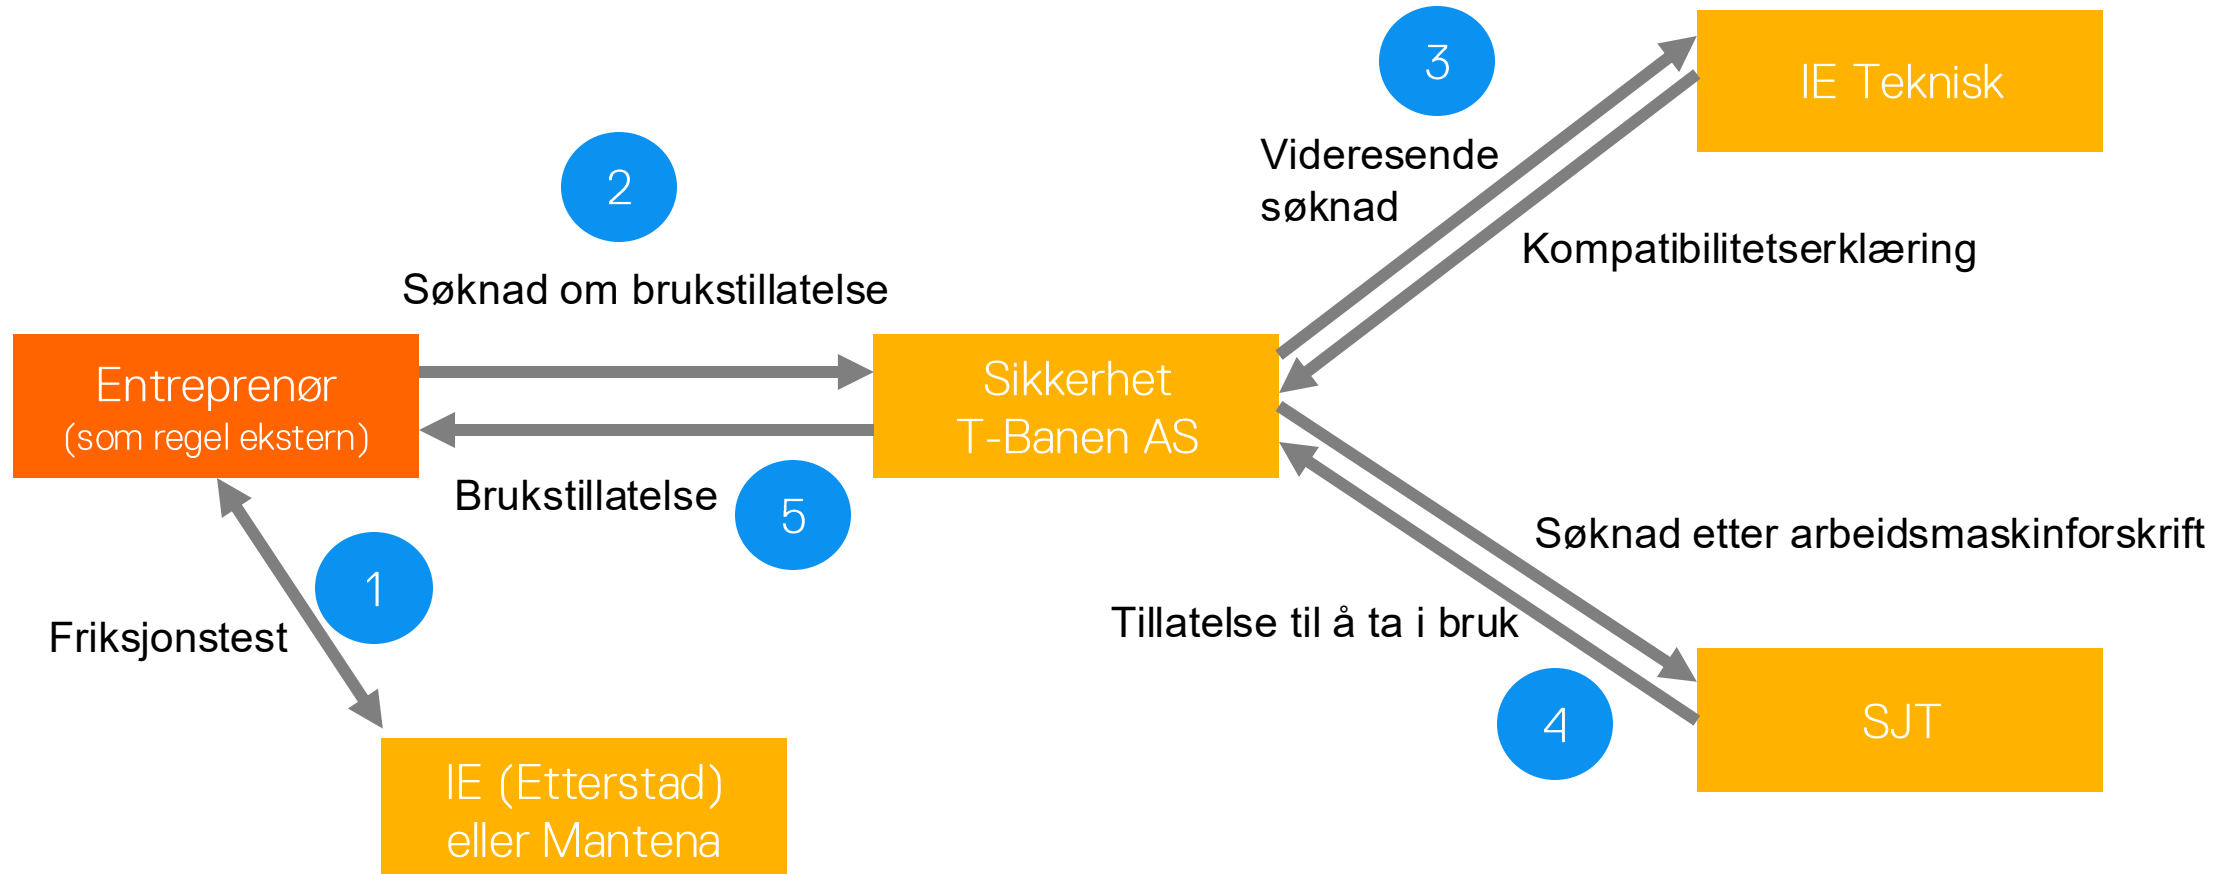 3
IE Teknisk
Videresende
søknad
2
Kompatibilitetserklæring
Søknad om brukstillatelse
Entreprenør
(som regel ekstern)
Sikkerhet
T-Banen AS
Brukstillatelse
5
Søknad etter arbeidsmaskinforskrift
1
Friksjonstest
Tillatelse til å ta i bruk
4
SJT
IE (Etterstad)
eller Mantena